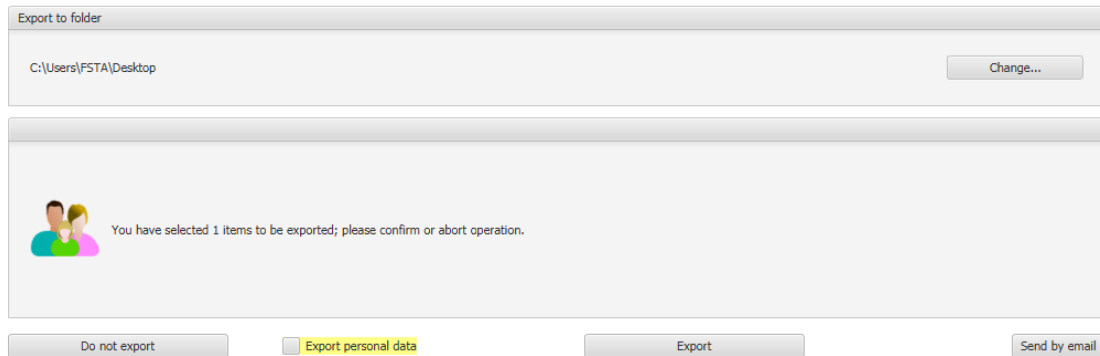 Export to folder
C:\Users\FSTA\Desktop
Change...
You have selected 1 items to be exported; please confirm or abort operation.
Do not export
Export personal data
Export
Send by email